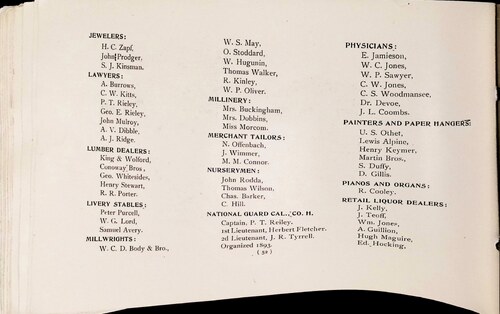 JEWELERS:
H. C. Zapf,
John Prodger,
S. J. Kinsman.
LAWYERS:
A. Burrows,
C. W. Kitts,
P. T. Rieley,
Geo. E. Rieley,
John Mulroy,
A. V. Dibble,
A. J. Ridge.
LUMBER DEALERS:
King & Wolford,
Conoway Bros,
Geo. Whitesides,
Henry Stewart,
R. R. Porter.
LIVERY STABLES:
Peter Purcell,
W. G. Lord,
Samuel Avery.
MILLWRIGHTS:
W. C. D. Body & Bro.,
W. S. May,
O. Stoddard,
W. Hugunin,
Thomas Walker,
R. Kinley,
W. P. Oliver.
MILLINERY:
Mrs. Buckingham,
Mrs. Dobbins,
Miss Morcom.
MERCHANT TAILORS:
N. Offenbach,
J. Wimmer,
M. M. Connor.
NURSERYMEN:
John Rodda,
Thomas Wilson,
Chas. Barker,
C. Hill.
NATIONAL GUARD CAL., CO. H.
Captain, P. T. Reiley.
1st Lieutenant, Herbert Fletcher.
2d Lieutenant, J. R. Tyrrell.
Organized 1893.
(52)
PHYSICIANS:
E. Jamieson,
W. C. Jones,
W. P. Sawyer,
C. W. Jones,
C. S. Woodmansee,
Dr. Devoe,
J. L. Coombs.
PAINTERS AND PAPER HANGERS:
U. S. Othet,
Lewis Alpine,
Henry Keymer,
Martin Bros.,
S. Duffy,
D. Gillis.
PIANOS AND ORGANS:
R. Cooley.
RETAIL LIQUOR DEALERS:
J. Kelly,
J. Teoff,
Wm. Jones,
A. Guillion,
Hugh Maguire,
Ed. Hocking,